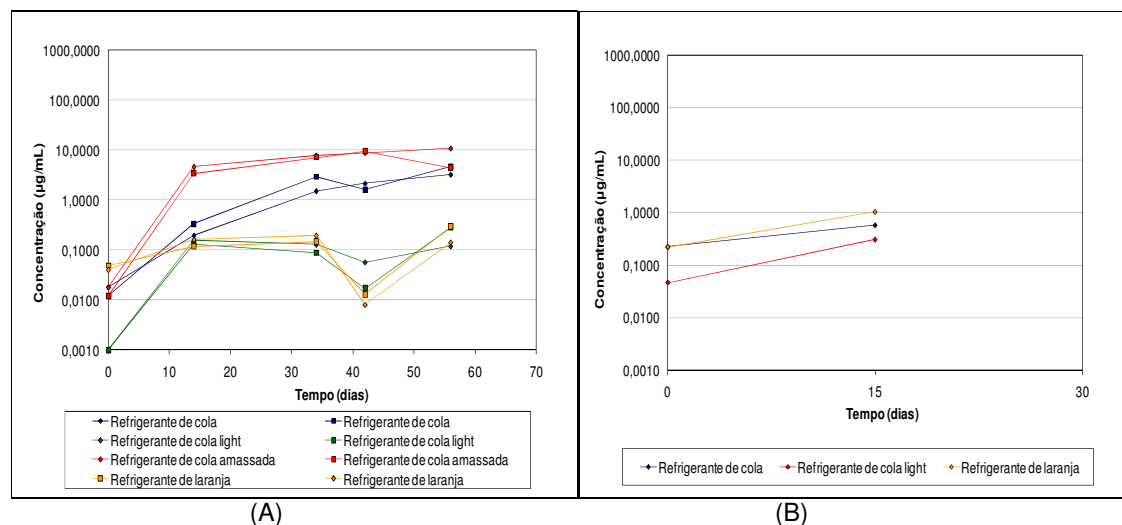 1000,0000
100,0000
10,0000
1,0000
0,1000
0,0100
0,0010
Concentração (µg/mL)
0 10 20 30 40 50 60 70
Tempo (dias)
Refrigerante de cola Refrigerante de cola
Refrigerante de cola light Refrigerante de cola light
Refrigerante de cola amassada Refrigerante de cola amassada
Refrigerante de laranja Refrigerante de laranja
(A)
1000,0000
100,0000
10,0000
1,0000
0,1000
0,0100
0,0010
Concentração (µg/mL)
0 15 30
Tempo (dias)
Refrigerante de cola Refrigerante de cola light Refrigerante de laranja
(B)